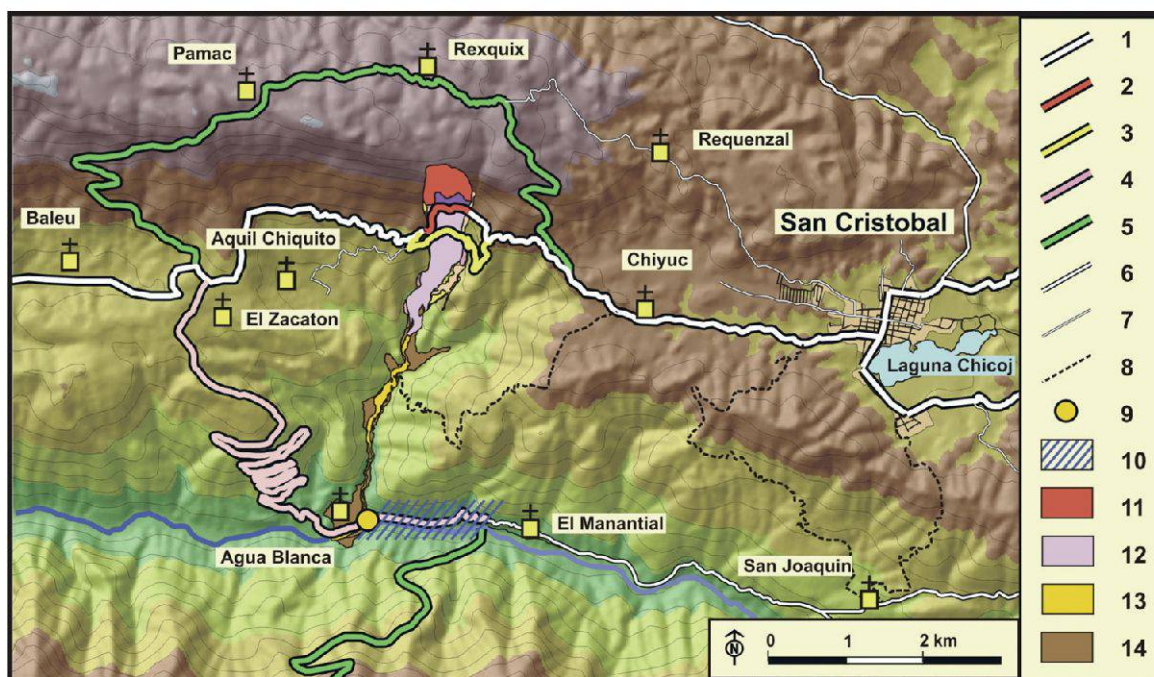 Pamac
Rexquix
Requenzal
San Cristobal
Baleu
Aquil Chiquito
Chiyuc
El Zacaton
Laguna Chicoj
El Manantial
Agua Blanca
San Joaquin
N
0 1 2 km
1
2
3
4
5
6
7
8
9
10
11
12
13
14